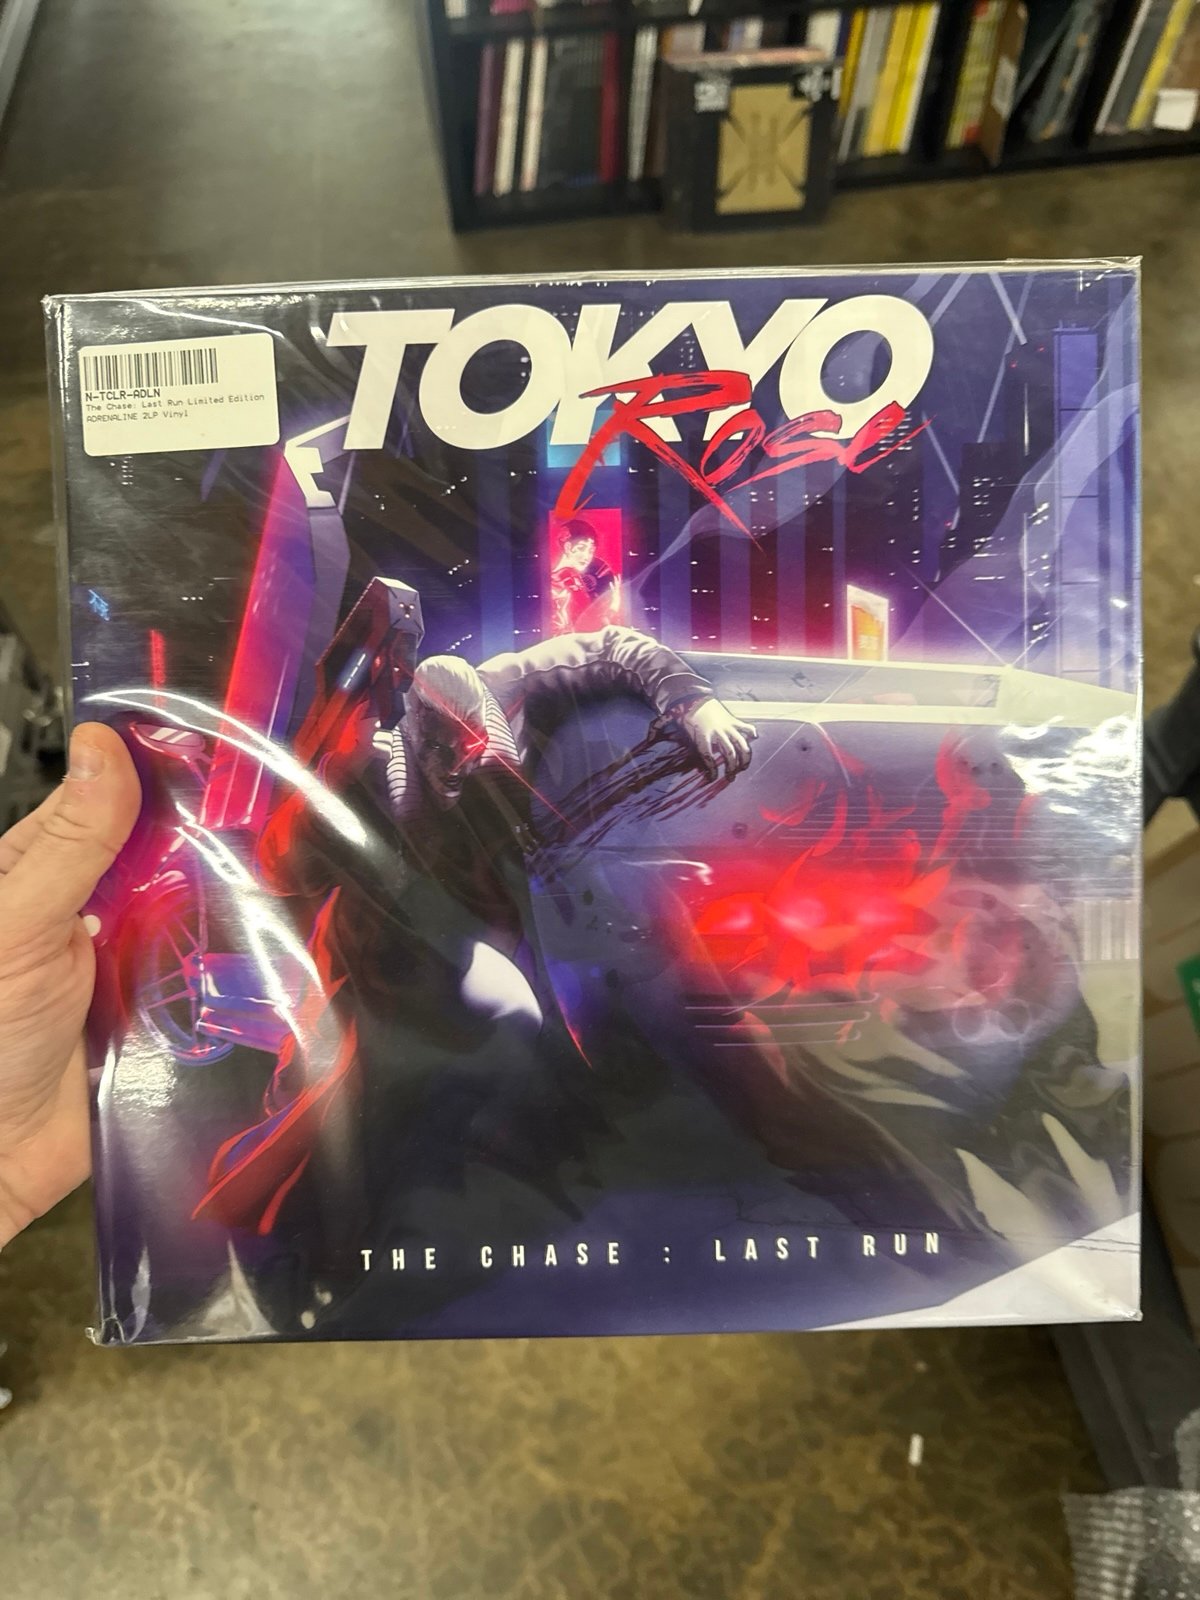 N-TCLR-ADLN
The Chase: Last Run Limited Edition
ADRENALINE 2LP Vinyl
TOKYO
Rose
THE CHASE : LAST RUN